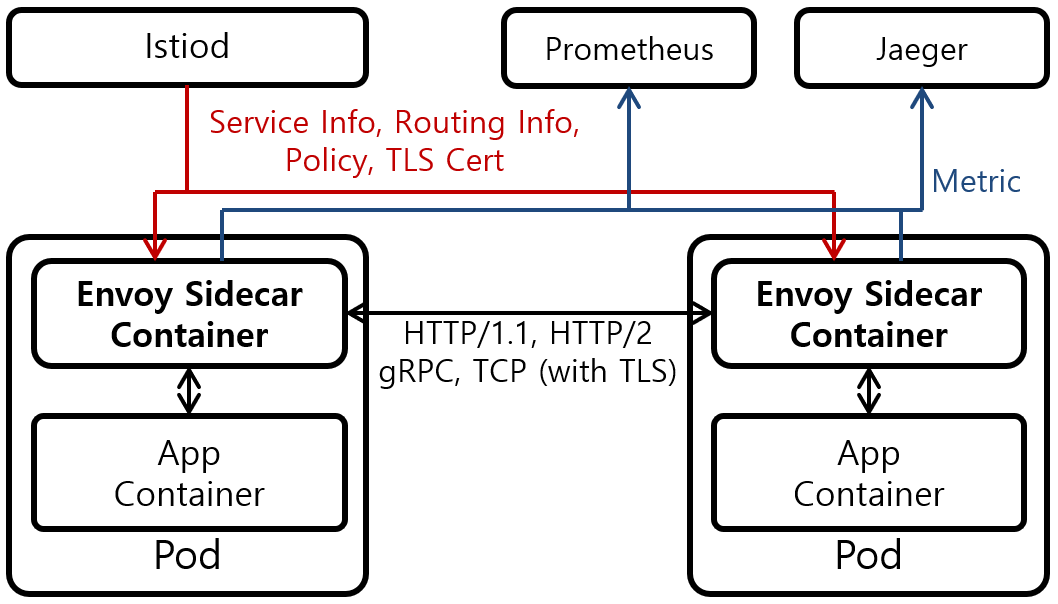 Istiod
Prometheus
Jaeger
Service Info, Routing Info,
Policy, TLS Cert
Metric
Envoy Sidecar
Container
Envoy Sidecar
Container
HTTP/1.1, HTTP/2
gRPC, TCP (with TLS)
App
Container
App
Container
Pod
Pod